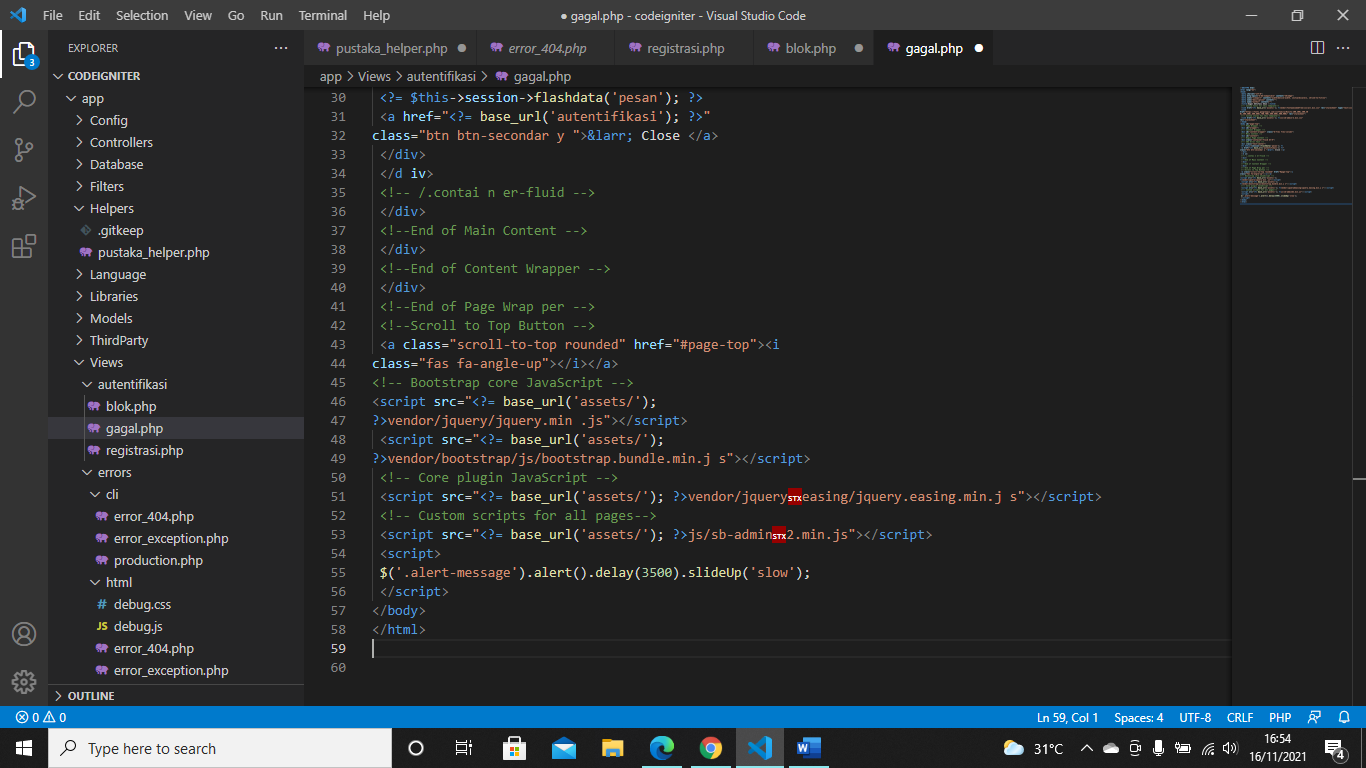 File Edit Selection View Go Run Terminal Help
● gagal.php - codeigniter - Visual Studio Code
EXPLORER
pustaka_helper.php
error_404.php
registrasi.php
blok.php
gagal.php
app > Views > autentifikasi > gagal.php
3
CODEIGNITER
app
Config
Controllers
Database
Filters
Helpers
.gitkeep
pustaka_helper.php
Language
Libraries
Models
ThirdParty
Views
autentifikasi
blok.php
gagal.php
registrasi.php
errors
cli
error_404.php
error_exception.php
production.php
html
debug.css
JS debug.js
error_404.php
error_exception.php
OUTLINE
30 <?= $this->session->flashdata('pesan'); ?>
31 <a href="<?= base_url('autentifikasi'); ?>"
32 class="btn btn-secondar y ">&larr; Close </a>
33 </div>
34 </d iv>
35 <!-- /.contai n er-fluid -->
36 </div>
37 <!--End of Main Content -->
38 </div>
39 <!--End of Content Wrapper -->
40 </div>
41 <!--End of Page Wrap per -->
42 <!--Scroll to Top Button -->
43 <a class="scroll-to-top rounded" href="#page-top"><i
44 class="fas fa-angle-up"></i></a>
45 <!-- Bootstrap core JavaScript -->
46 <script src="<?= base_url('assets/');
47 ?>vendor/jquery/jquery.min .js"></script>
48 <script src="<?= base_url('assets/');
49 ?>vendor/bootstrap/js/bootstrap.bundle.min.j s"></script>
50 <!-- Core plugin JavaScript -->
51 <script src="<?= base_url('assets/'); ?>vendor/jquerySTXeasing/jquery.easing.min.j s"></script>
52 <!-- Custom scripts for all pages-->
53 <script src="<?= base_url('assets/'); ?>js/sb-adminSTX2.min.js"></script>
54 <script>
55 $('.alert-message').alert().delay(3500).slideUp('slow');
56 </script>
57 </body>
58 </html>
59
60
0 0
Ln 59, Col 1 Spaces: 4 UTF-8 CRLF PHP
Type here to search
31°C
16:54
16/11/2021
4